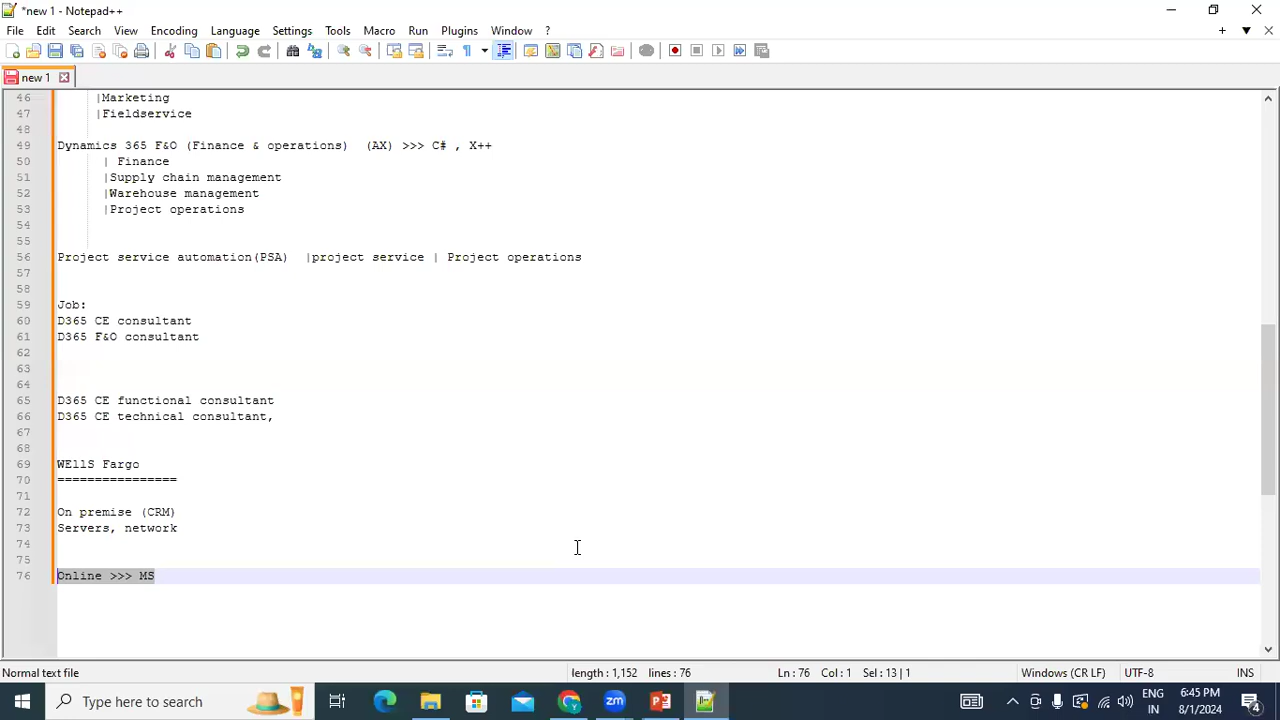 *new 1 - Notepad++
File Edit Search View Encoding Language Settings Tools Macro Run Plugins Window ?
new 1
46 |Marketing
47 |Fieldservice
48
49 Dynamics 365 F&O (Finance & operations) (AX) >>> C# , X++
50 | Finance
51 |Supply chain management
52 |Warehouse management
53 |Project operations
54
55
56 Project service automation(PSA) |project service | Project operations
57
58
59 Job:
60 D365 CE consultant
61 D365 F&O consultant
62
63
64
65 D365 CE functional consultant
66 D365 CE technical consultant,
67
68
69 WEllS Fargo
70 ================
71
72 On premise (CRM)
73 Servers, network
74
75
76 Online >>> MS
Normal text file length : 1,152 lines : 76 Ln : 76 Col : 1 Sel : 13 | 1 Windows (CR LF) UTF-8 INS
Type here to search
ENG
IN
6:45 PM
8/1/2024
4